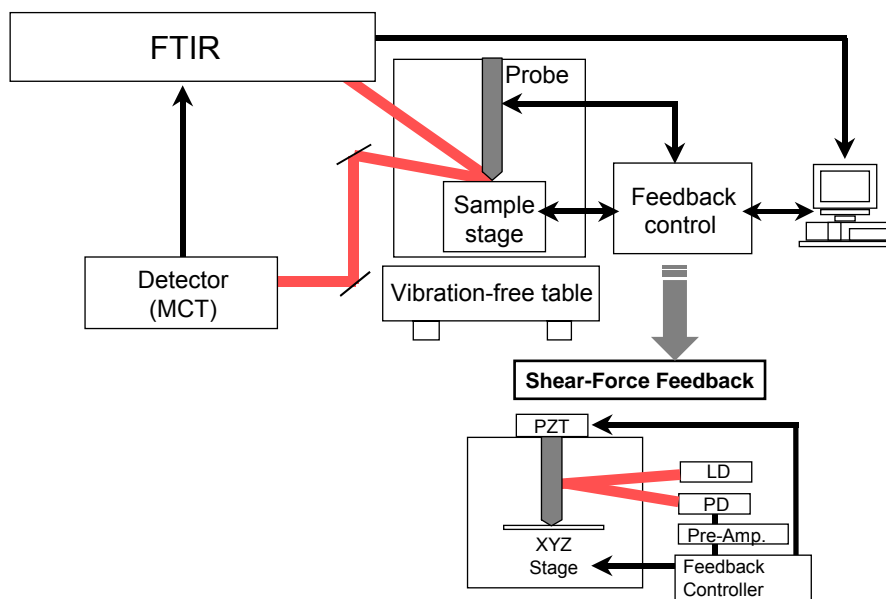 FTIR
Probe
Sample
stage
Feedback
control
Detector
(MCT)
Vibration-free table
Shear-Force Feedback
PZT
LD
PD
Pre-Amp.
XYZ
Stage
Feedback
Controller